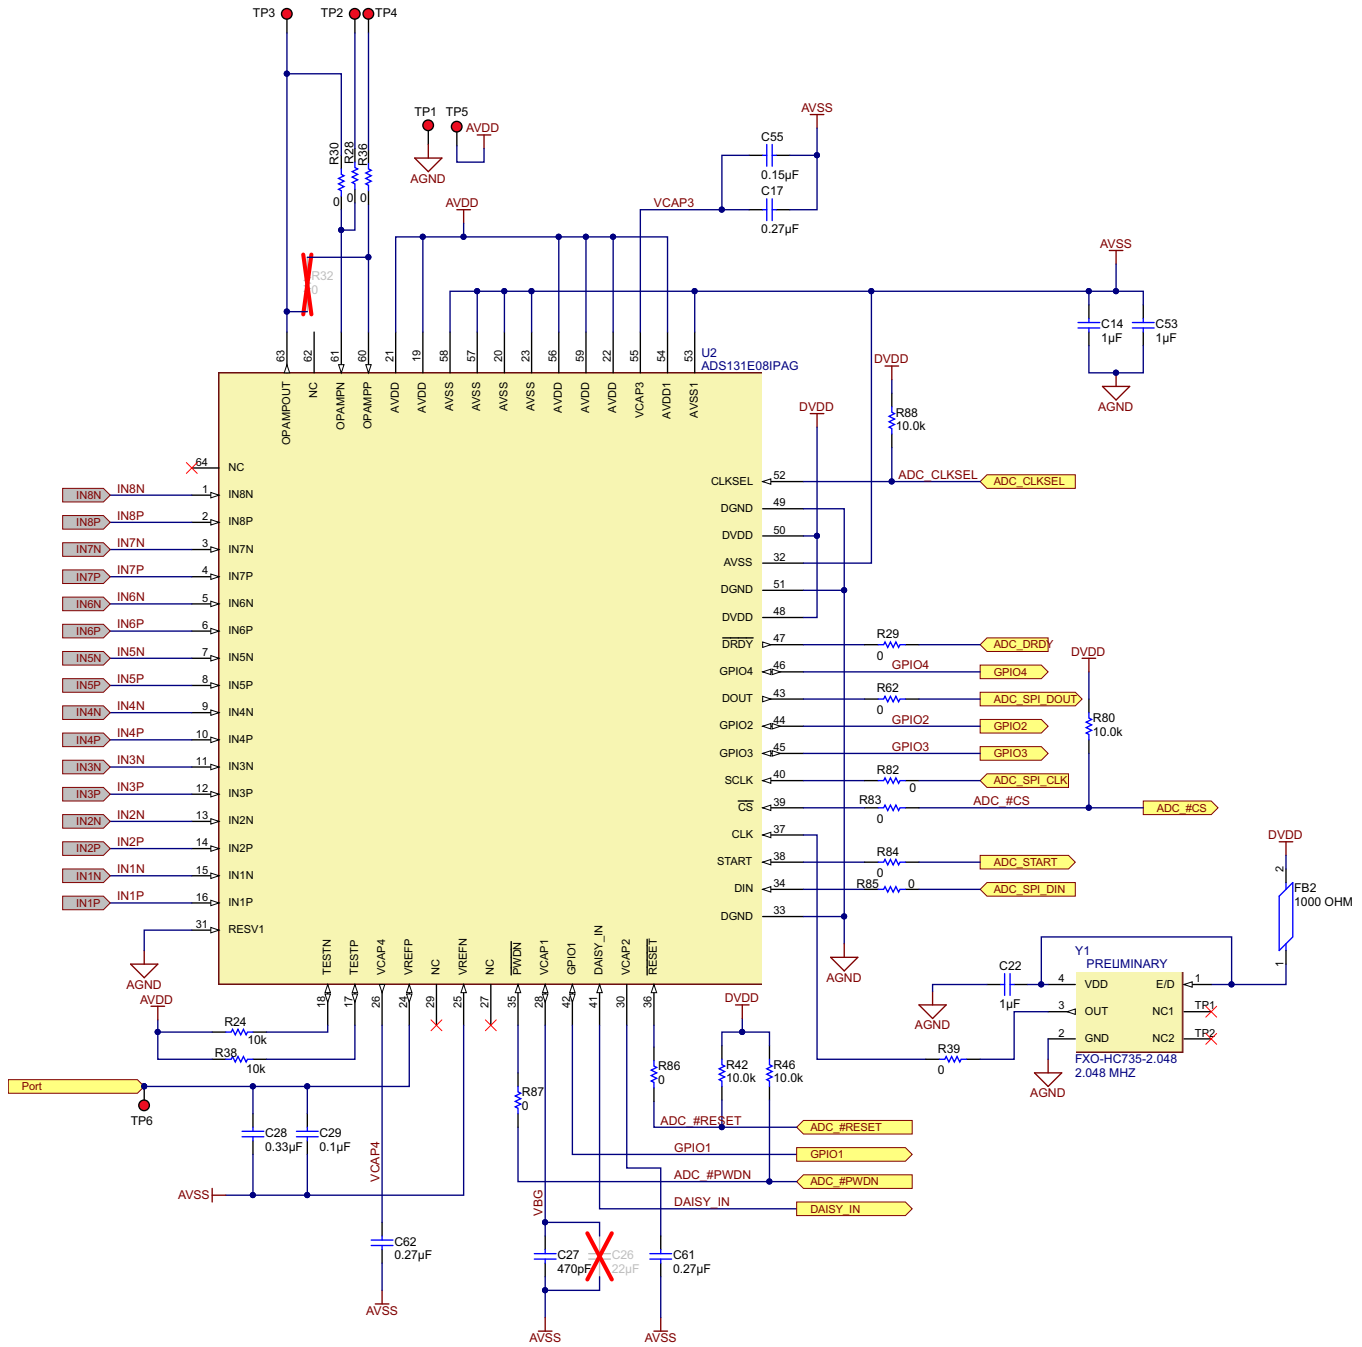 TP3
TP2
TP4
TP1
TP5
AVDD
AGND
R30
R28
R36
0
0
0
R32
0
AVDD
AVSS
C55
0.15µF
C17
0.27µF
VCAP3
AVSS
C14
1µF
C53
1µF
AGND
U2
ADS131E08IPAG
63
62
61
60
21
19
58
57
20
23
56
59
22
55
54
53
OPAMPOUT
NC
OPAMPN
OPAMPP
AVDD
AVDD
AVSS
AVSS
AVSS
AVSS
AVDD
AVDD
AVDD
VCAP3
AVDD1
AVSS1
DVDD
DVDD
R88
10.0k
64 NC
IN8N IN8N 1 IN8N
IN8P IN8P 2 IN8P
IN7N IN7N 3 IN7N
IN7P IN7P 4 IN7P
IN6N IN6N 5 IN6N
IN6P IN6P 6 IN6P
IN5N IN5N 7 IN5N
IN5P IN5P 8 IN5P
IN4N IN4N 9 IN4N
IN4P IN4P 10 IN4P
IN3N IN3N 11 IN3N
IN3P IN3P 12 IN3P
IN2N IN2N 13 IN2N
IN2P IN2P 14 IN2P
IN1N IN1N 15 IN1N
IN1P IN1P 16 IN1P
31 RESV1
AGND
CLKSEL 52 ADC_CLKSEL ADC_CLKSEL
DGND 49
DVDD 50
AVSS 32
DGND 51
DVDD 48
DRDY 47 R29 0 ADC_DRDY
GPIO4 46 GPIO4 GPIO4
DOUT 43 R62 0 ADC_SPI_DOUT
GPIO2 44 GPIO2 GPIO2
GPIO3 45 GPIO3 GPIO3
SCLK 40 R82 0 ADC_SPI_CLK
CS 39 R83 0 ADC_#CS ADC_#CS
CLK 37
START 38 R84 0 ADC_START
DIN 34 R85 0 ADC_SPI_DIN
DGND 33
AGND
DVDD
R80
10.0k
DVDD
2
FB2
1000 OHM
1
Y1
PRELIMINARY
C22
1µF
AGND
4 VDD E/D 1
3 OUT NC1 TP1
2 GND NC2 TP2
FXO-HC735-2.048
2.048 MHZ
AGND
R39
0
TESTN
TESTP
VCAP4
VREFP
NC
VREFN
NC
PWDN
VCAP1
GPIO1
DAISY_IN
VCAP2
RESET
18
17
26
24
29
25
27
35
28
42
41
30
36
AVDD
R24
10k
R38
10k
Port
TP6
C28
0.33µF
C29
0.1µF
AVSS
VCAP4
C62
0.27µF
AVSS
R87
0
R86
0
DVDD
R42
10.0k
R46
10.0k
ADC_#RESET ADC_#RESET
GPIO1 GPIO1
ADC_#PWDN ADC_#PWDN
DAISY_IN DAISY_IN
VBG
C27
470pF
C26
22µF
C61
0.27µF
AVSS
AVSS